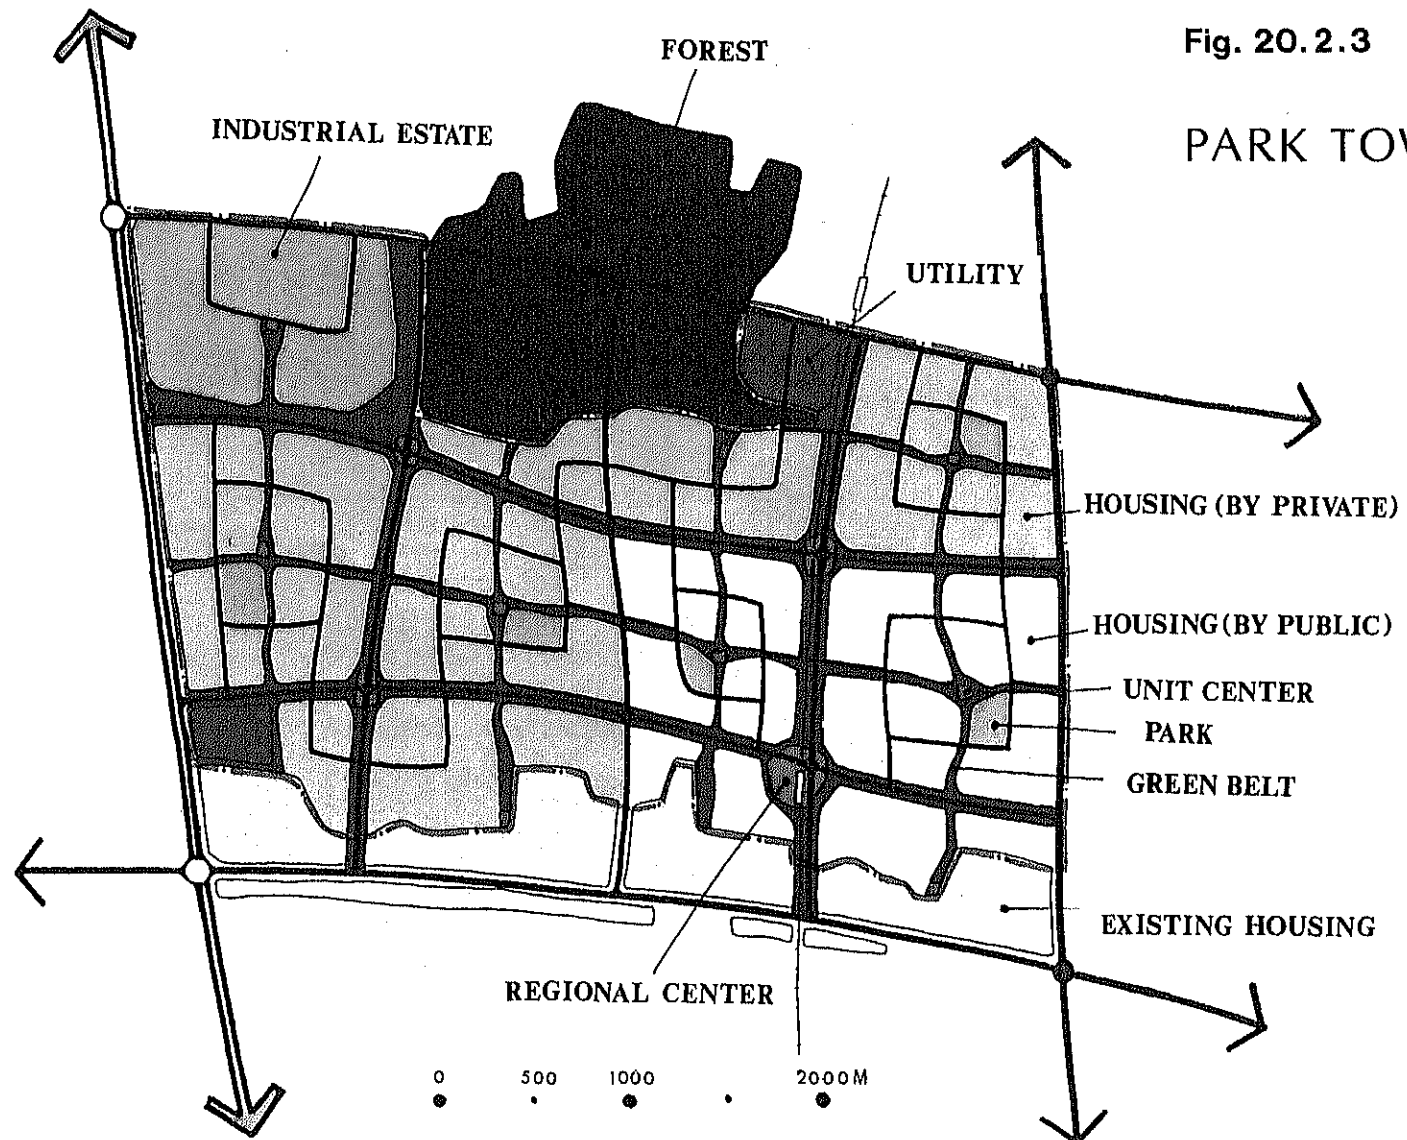 Fig. 20.2.3
FOREST
INDUSTRIAL ESTATE
PARK
UTILITY
HOUSING (BY PRIVATE)
HOUSING (BY PUBLIC)
UNIT CENTER
PARK
GREEN BELT
EXISTING HOUSING
REGIONAL CENTER
0 500 1000 2000M